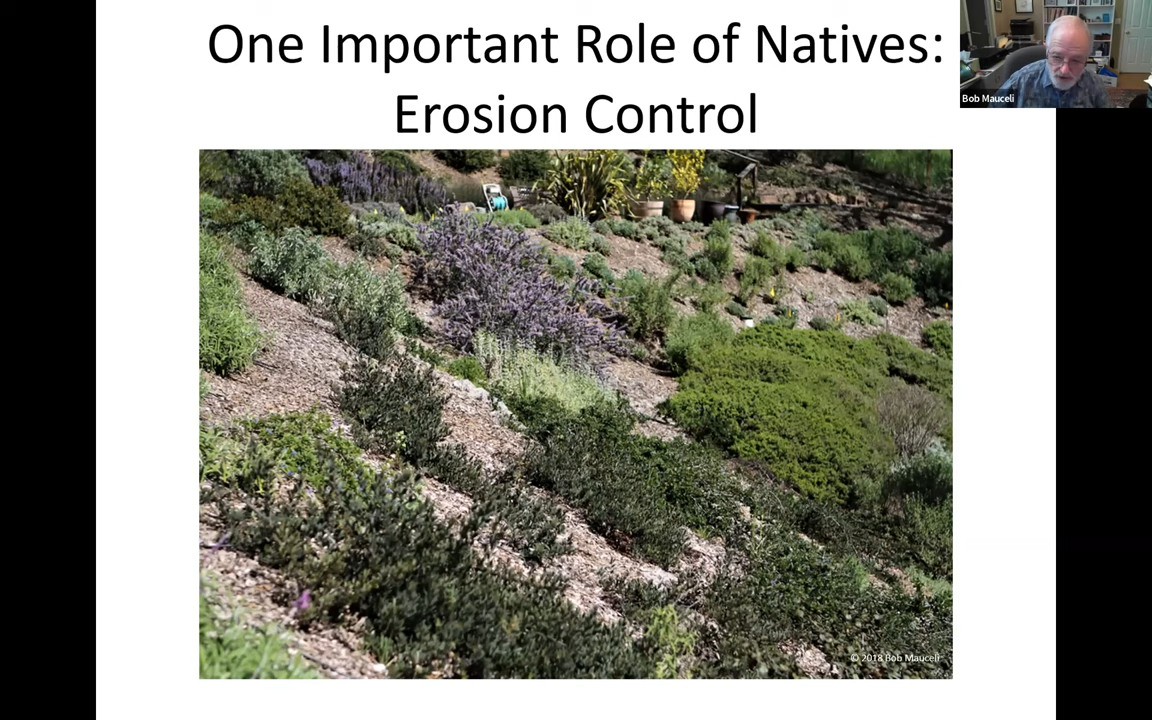 One Important Role of Natives:
Erosion Control
Bob Mauceli
© 2018 Bob Mauceli